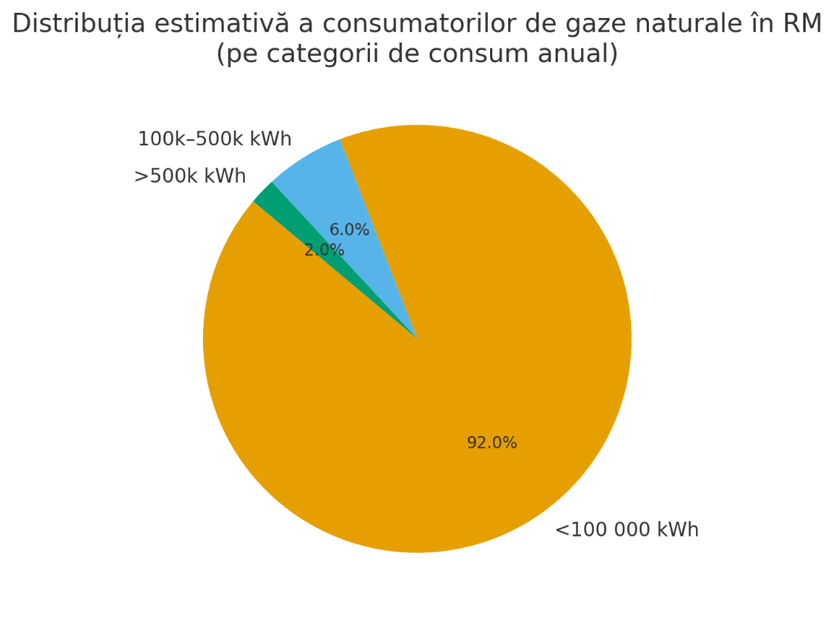 Distribuția estimativă a consumatorilor de gaze naturale în RM
(pe categorii de consum anual)
100k–500k kWh
>500k kWh
6.0%
2.0%
92.0%
<100 000 kWh